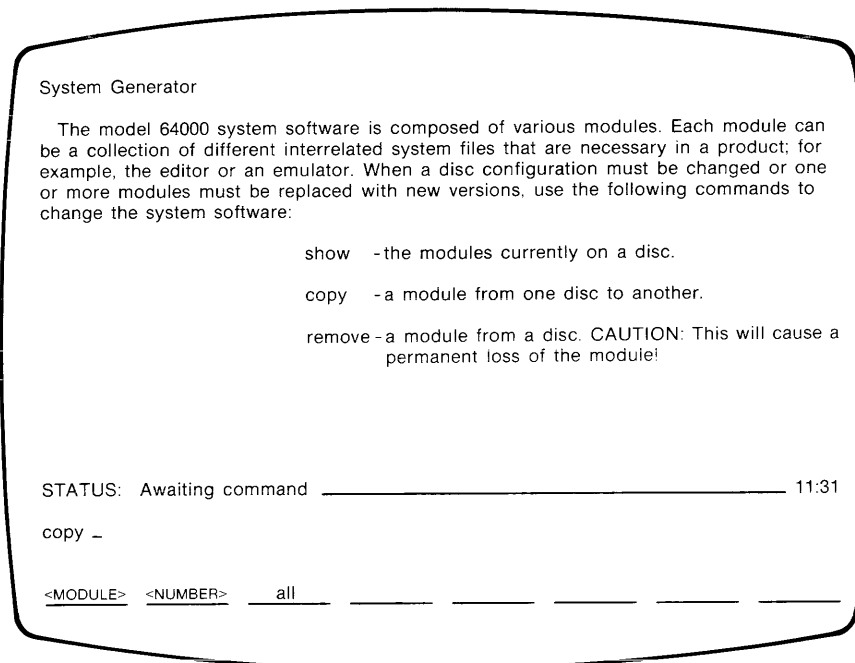 System Generator
The model 64000 system software is composed of various modules. Each module can
be a collection of different interrelated system files that are necessary in a product; for
example, the editor or an emulator. When a disc configuration must be changed or one
or more modules must be replaced with new versions, use the following commands to
change the system software:
show - the modules currently on a disc.
copy - a module from one disc to another.
remove - a module from a disc. CAUTION: This will cause a
permanent loss of the module!
STATUS: Awaiting command 11:31
copy _
<MODULE> <NUMBER> all